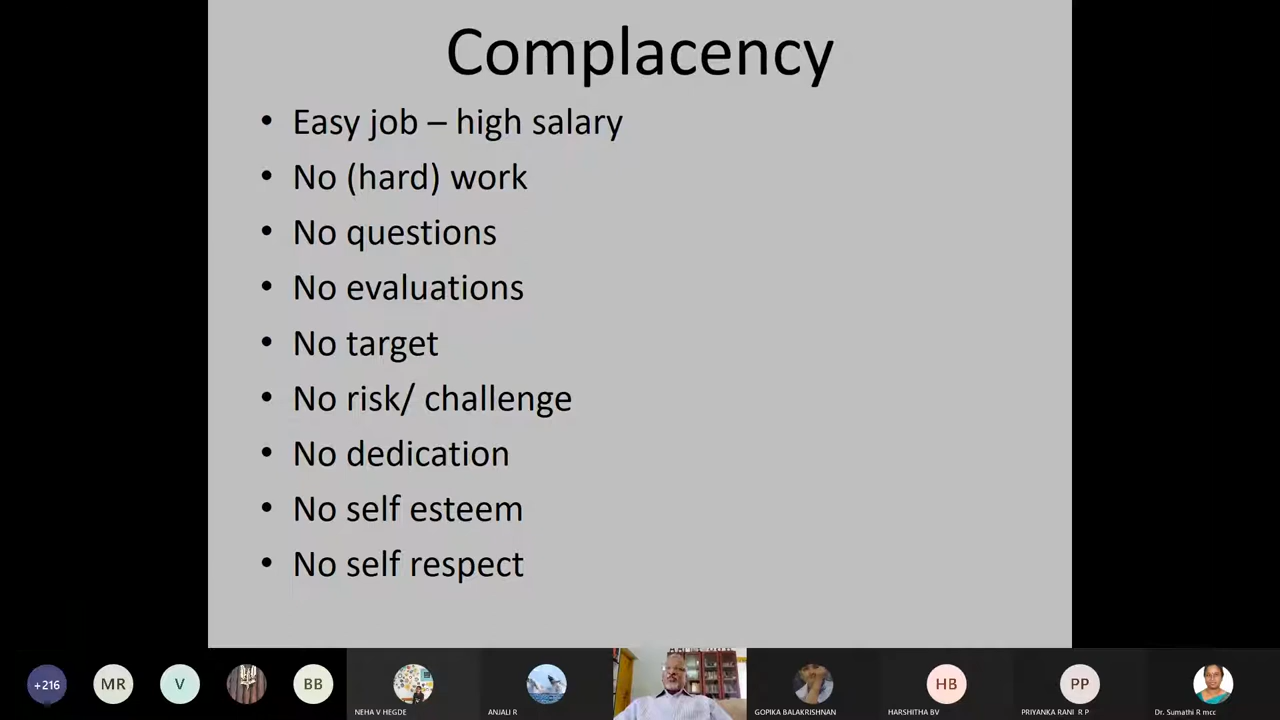 Complacency
• Easy job – high salary
• No (hard) work
• No questions
• No evaluations
• No target
• No risk/ challenge
• No dedication
• No self esteem
• No self respect
+216
MR
V
BB
NEHA V HEGDE
ANJALI R
GOPIKA BALAKRISHNAN
HB
HARSHITHA BV
PP
PRIYANKA RANI R P
Dr. Sumathi R mcc